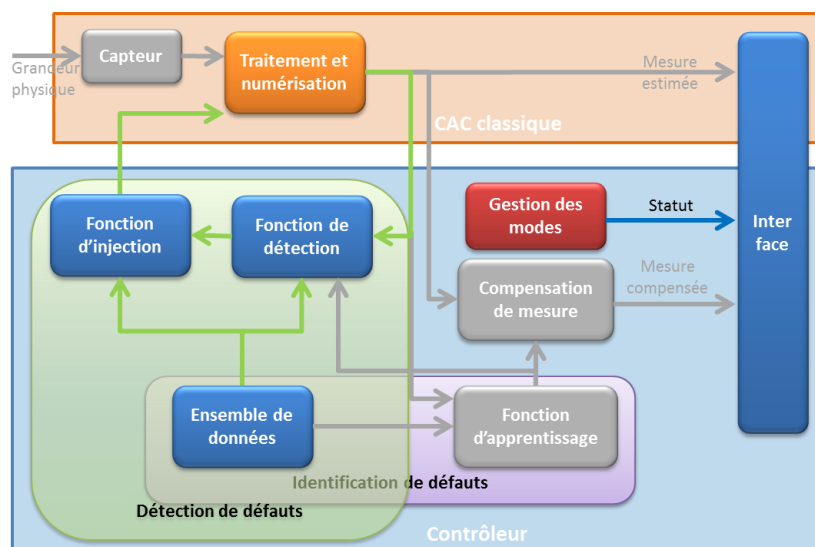 Grandeur
physique
Capteur
Traitement et
numérisation
Mesure
estimée
CAC classique
Fonction
d'injection
Fonction de
détection
Gestion des
modes
Statut
Inter
face
Compensation
de mesure
Mesure
compensée
Ensemble de
données
Fonction
d'apprentissage
Identification de défauts
Détection de défauts
Contrôleur